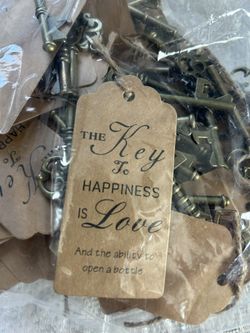 THE Key
To
HAPPINESS
IS Love
And the ability to
open a bottle